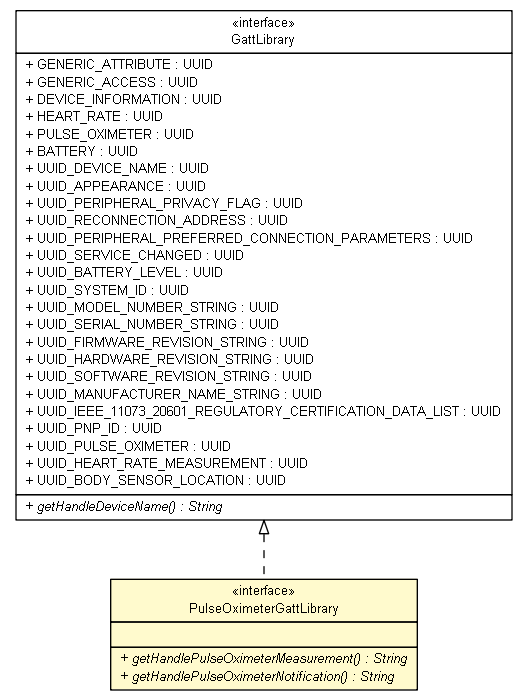 «interface»
GattLibrary
+ GENERIC_ATTRIBUTE : UUID
+ GENERIC_ACCESS : UUID
+ DEVICE_INFORMATION : UUID
+ HEART_RATE : UUID
+ PULSE_OXIMETER : UUID
+ BATTERY : UUID
+ UUID_DEVICE_NAME : UUID
+ UUID_APPEARANCE : UUID
+ UUID_PERIPHERAL_PRIVACY_FLAG : UUID
+ UUID_RECONNECTION_ADDRESS : UUID
+ UUID_PERIPHERAL_PREFERRED_CONNECTION_PARAMETERS : UUID
+ UUID_SERVICE_CHANGED : UUID
+ UUID_BATTERY_LEVEL : UUID
+ UUID_SYSTEM_ID : UUID
+ UUID_MODEL_NUMBER_STRING : UUID
+ UUID_SERIAL_NUMBER_STRING : UUID
+ UUID_FIRMWARE_REVISION_STRING : UUID
+ UUID_HARDWARE_REVISION_STRING : UUID
+ UUID_SOFTWARE_REVISION_STRING : UUID
+ UUID_MANUFACTURER_NAME_STRING : UUID
+ UUID_IEEE_11073_20601_REGULATORY_CERTIFICATION_DATA_LIST : UUID
+ UUID_PNP_ID : UUID
+ UUID_PULSE_OXIMETER : UUID
+ UUID_HEART_RATE_MEASUREMENT : UUID
+ UUID_BODY_SENSOR_LOCATION : UUID
+ getHandleDeviceName() : String
«interface»
PulseOximeterGattLibrary
+ getHandlePulseOximeterMeasurement() : String
+ getHandlePulseOximeterNotification() : String